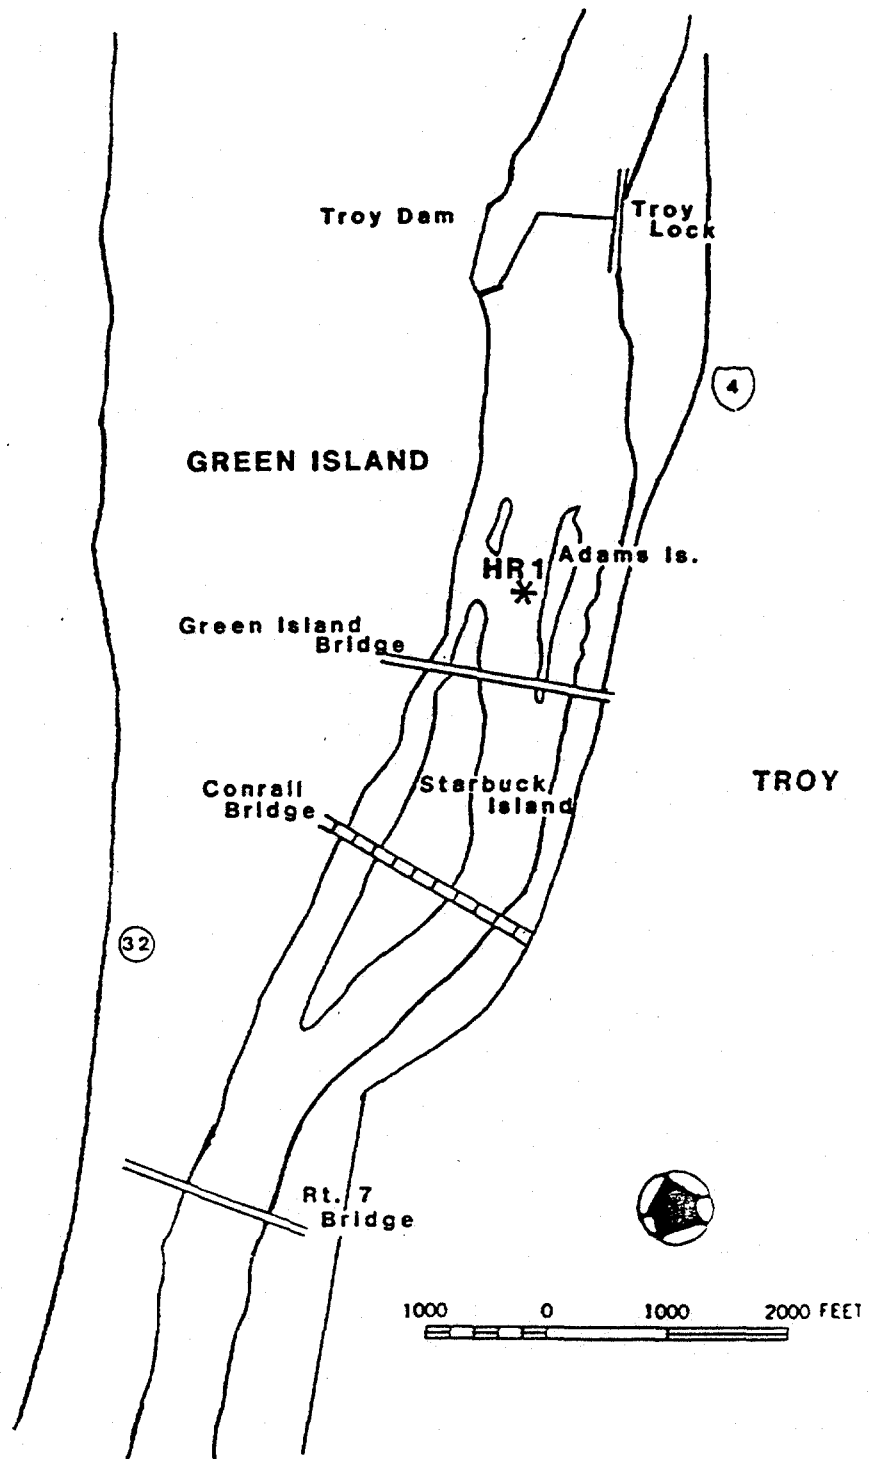 Troy Dam
Troy
Lock
4
GREEN ISLAND
Adams Is.
HR1
Green Island
Bridge
Conrail
Bridge
Starbuck
Island
TROY
32
Rt. 7
Bridge
1000 0 1000 2000 FEET